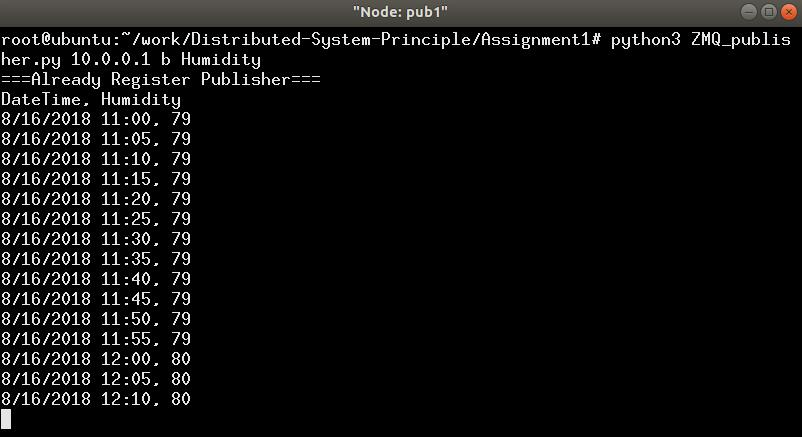 "Node: pub1"
root@ubuntu:~/work/Distributed-System-Principle/Assignment1# python3 ZMQ_publis
her.py 10.0.0.1 b Humidity
===Already Register Publisher===
DateTime, Humidity
8/16/2018 11:00, 79
8/16/2018 11:05, 79
8/16/2018 11:10, 79
8/16/2018 11:15, 79
8/16/2018 11:20, 79
8/16/2018 11:25, 79
8/16/2018 11:30, 79
8/16/2018 11:35, 79
8/16/2018 11:40, 79
8/16/2018 11:45, 79
8/16/2018 11:50, 79
8/16/2018 11:55, 79
8/16/2018 12:00, 80
8/16/2018 12:05, 80
8/16/2018 12:10, 80